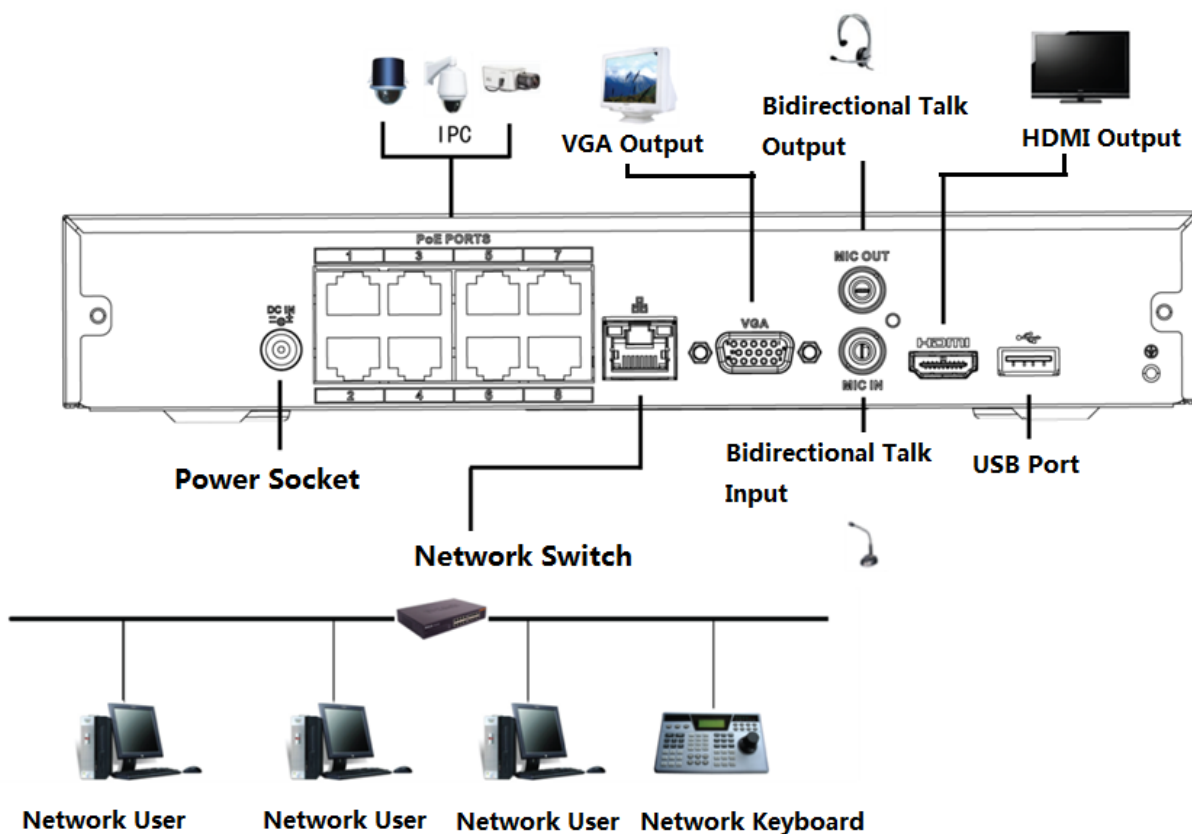 IPC
VGA Output
Bidirectional Talk
Output
HDMI Output
PoE PORTS
1 3 5 7
MIC OUT
DC IN
VGA
HDMI
MIC IN
2 4 6 8
Power Socket
Bidirectional Talk
Input
USB Port
Network Switch
Network User
Network User
Network User
Network Keyboard